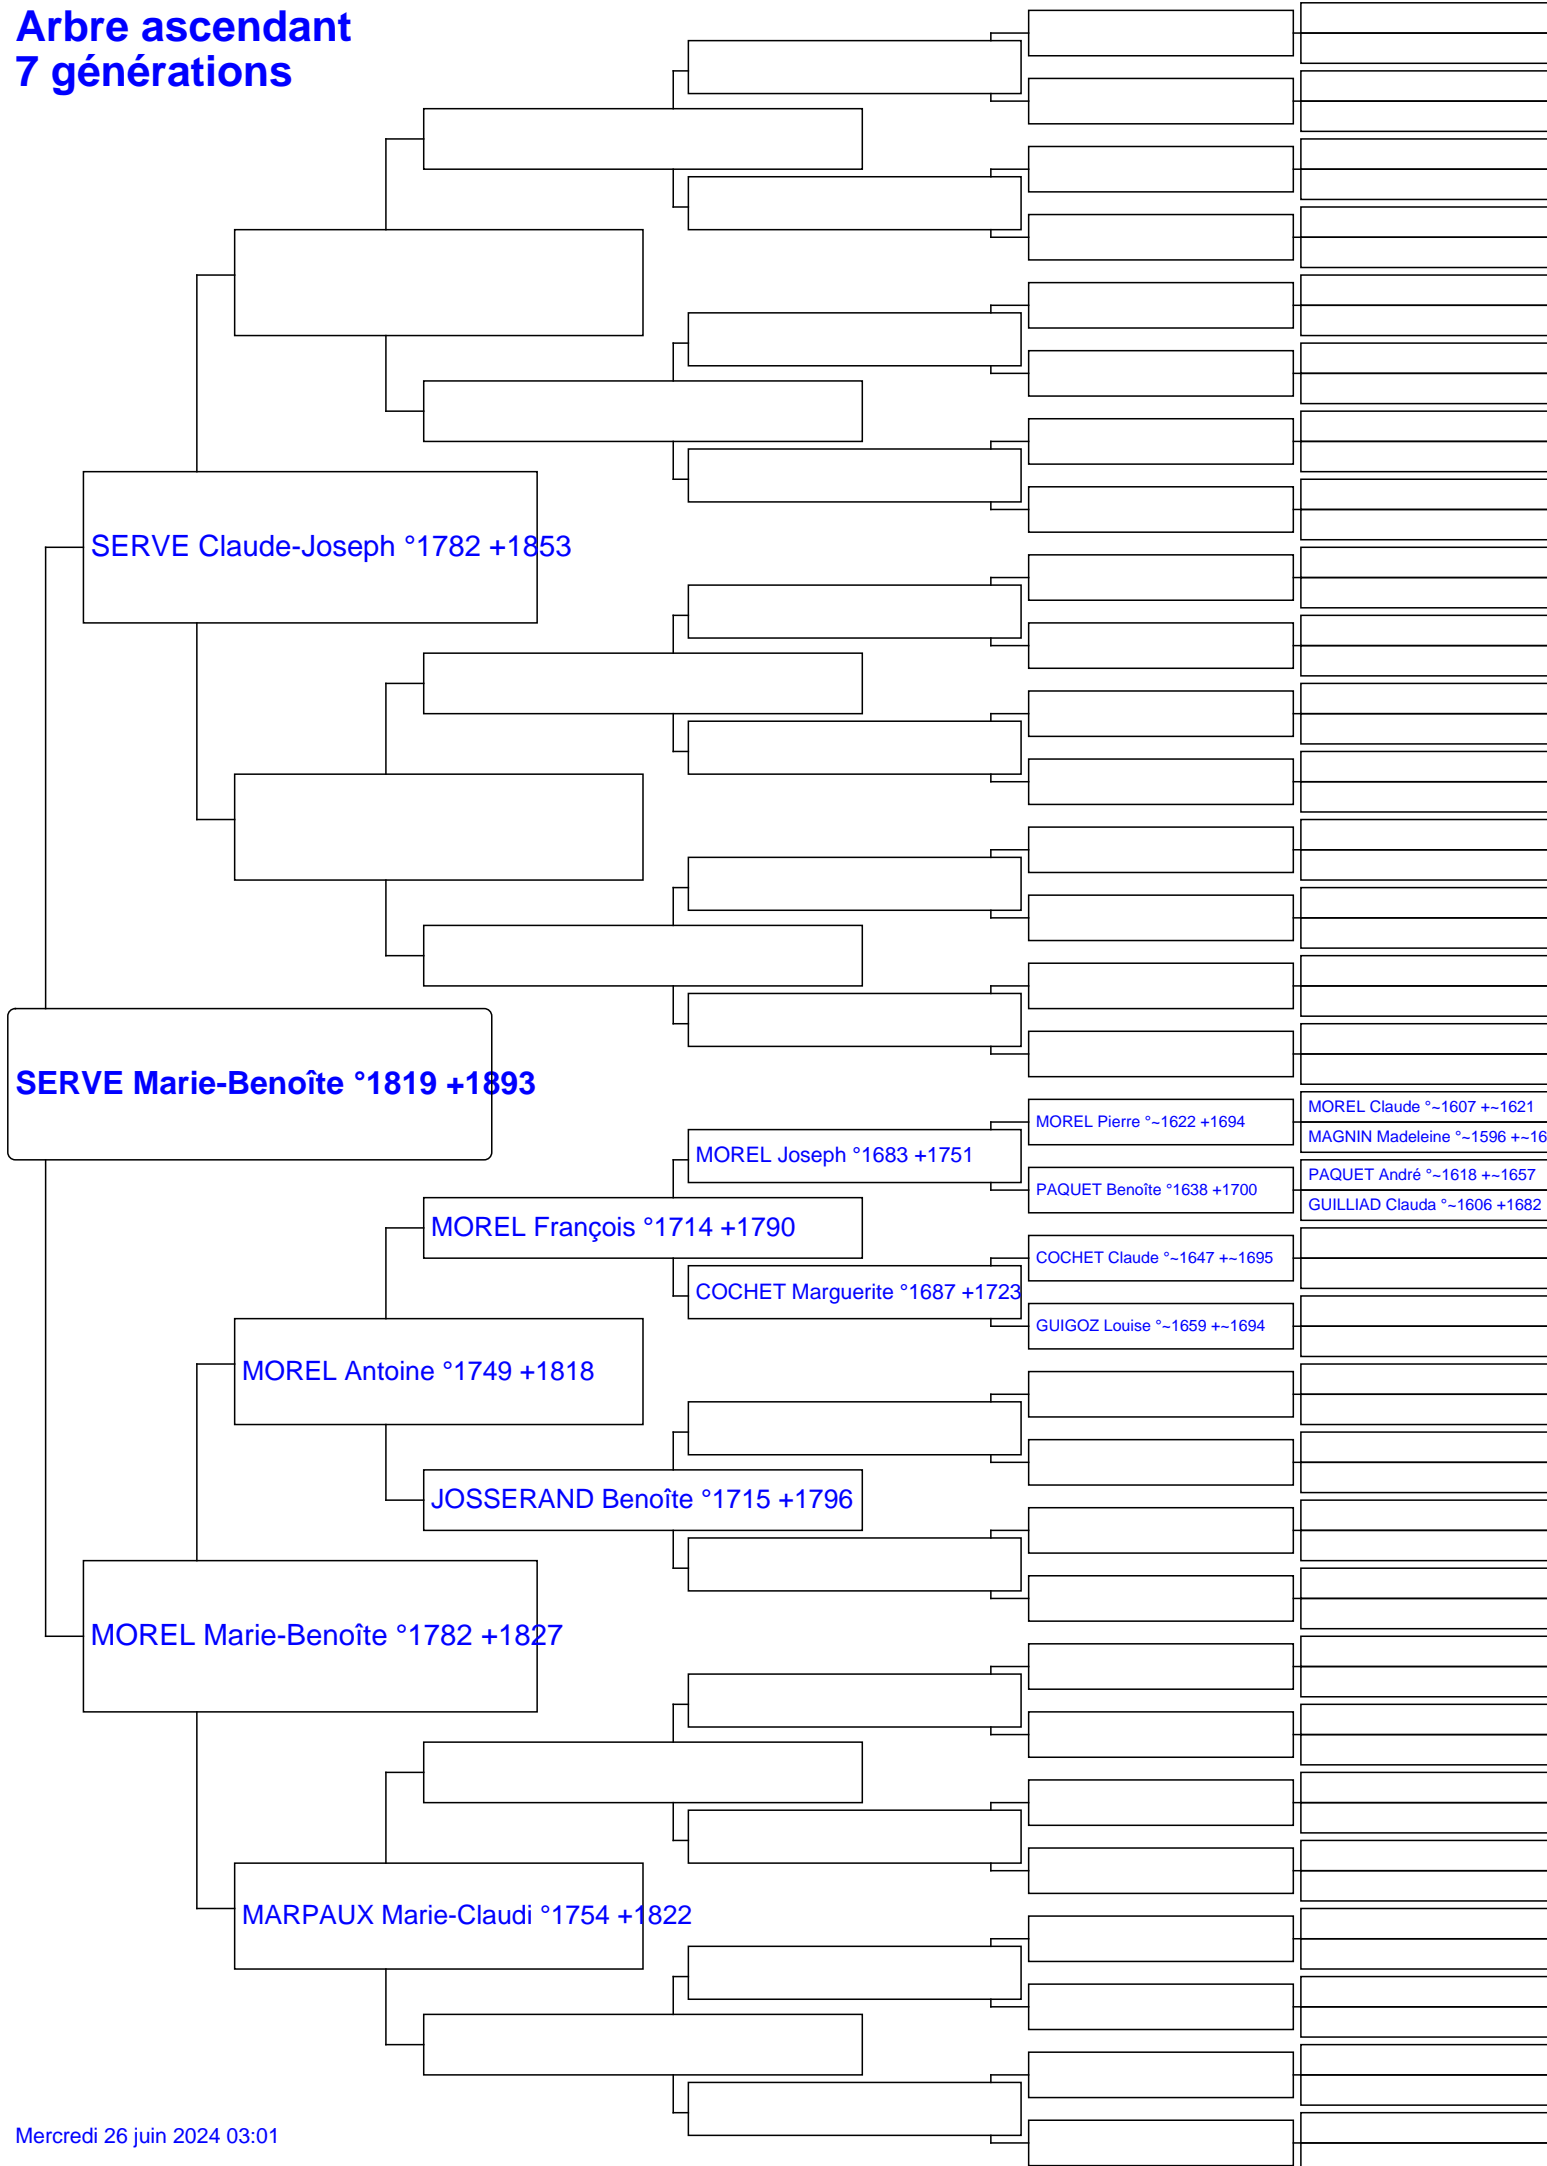 Arbre ascendant
7 générations
SERVE Claude-Joseph °1782 +1853
SERVE Marie-Benoîte °1819 +1893
MOREL Claude °~1607 +~1621
MOREL Pierre °~1622 +1694
MAGNIN Madeleine °~1596 +~16
MOREL Joseph °1683 +1751
PAQUET André °~1618 +~1657
PAQUET Benoîte °1638 +1700
GUILLIAD Clauda °~1606 +1682
MOREL François °1714 +1790
COCHET Claude °~1647 +~1695
COCHET Marguerite °1687 +1723
GUIGOZ Louise °~1659 +~1694
MOREL Antoine °1749 +1818
JOSSERAND Benoîte °1715 +1796
MOREL Marie-Benoîte °1782 +1827
MARPAUX Marie-Claudi °1754 +1822
Mercredi 26 juin 2024 03:01